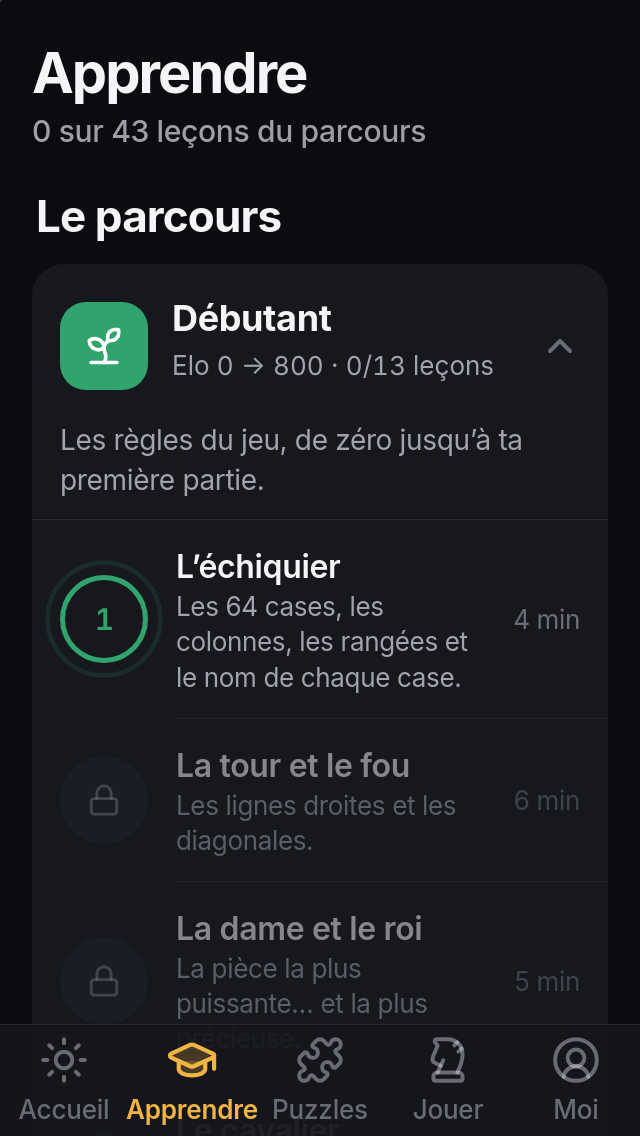 Apprendre
0 sur 43 leçons du parcours
Le parcours
Débutant
Elo 0 → 800 · 0/13 leçons
Les règles du jeu, de zéro jusqu’à ta
première partie.
1
L’échiquier
Les 64 cases, les
colonnes, les rangées et
le nom de chaque case.
4 min
La tour et le fou
Les lignes droites et les
diagonales.
6 min
La dame et le roi
La pièce la plus
puissante… et la plus
précieuse.
5 min
Le cavalier
Accueil
Apprendre
Puzzles
Jouer
Moi